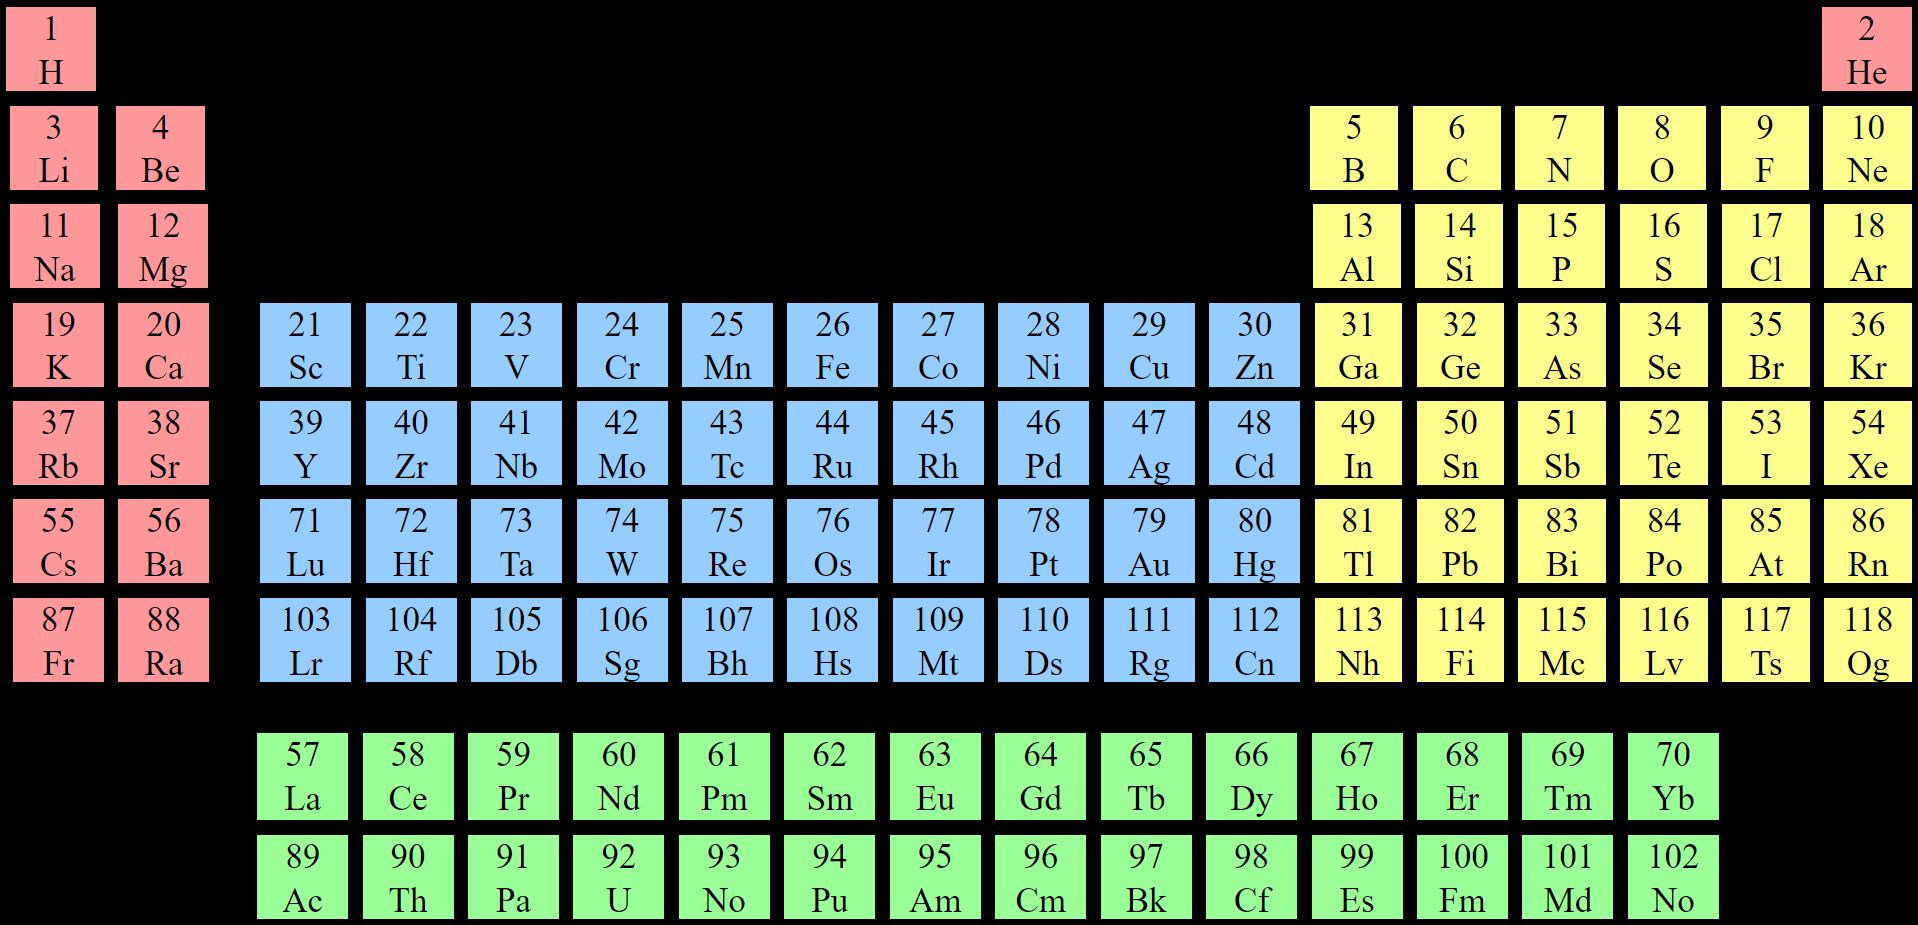 1 2
H He
3 4 5 6 7 8 9 10
Li Be B C N O F Ne
11 12 13 14 15 16 17 18
Na Mg Al Si P S Cl Ar
19 20 21 22 23 24 25 26 27 28 29 30 31 32 33 34 35 36
K Ca Sc Ti V Cr Mn Fe Co Ni Cu Zn Ga Ge As Se Br Kr
37 38 39 40 41 42 43 44 45 46 47 48 49 50 51 52 53 54
Rb Sr Y Zr Nb Mo Tc Ru Rh Pd Ag Cd In Sn Sb Te I Xe
55 56 71 72 73 74 75 76 77 78 79 80 81 82 83 84 85 86
Cs Ba Lu Hf Ta W Re Os Ir Pt Au Hg Tl Pb Bi Po At Rn
87 88 103 104 105 106 107 108 109 110 111 112 113 114 115 116 117 118
Fr Ra Lr Rf Db Sg Bh Hs Mt Ds Rg Cn Nh Fi Mc Lv Ts Og
57 58 59 60 61 62 63 64 65 66 67 68 69 70
La Ce Pr Nd Pm Sm Eu Gd Tb Dy Ho Er Tm Yb
89 90 91 92 93 94 95 96 97 98 99 100 101 102
Ac Th Pa U No Pu Am Cm Bk Cf Es Fm Md No